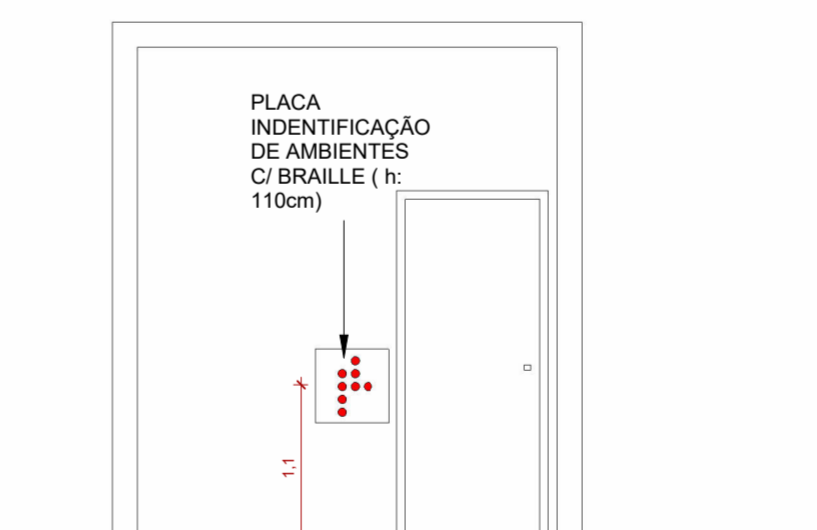 PLACA
INDENTIFICAÇÃO
DE AMBIENTES
C/ BRAILLE ( h:
110cm)
1,1